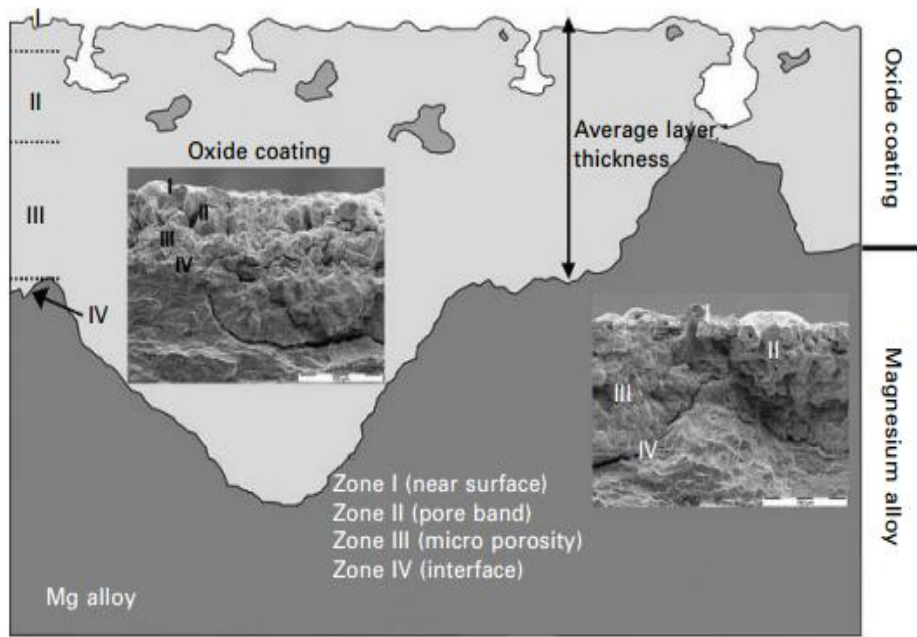 I
II
III
IV
Oxide coating
I
II
III
IV
Average layer
thickness
Oxide coating
I
II
III
IV
Magnesium alloy
Zone I (near surface)
Zone II (pore band)
Zone III (micro porosity)
Zone IV (interface)
Mg alloy